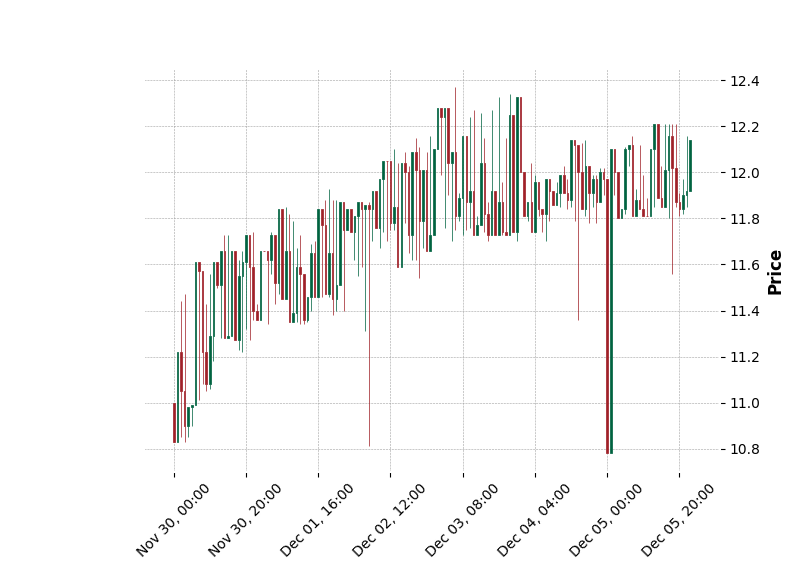 12.4
12.2
12.0
11.8
11.6
11.4
11.2
11.0
10.8
Price
Nov 30, 00:00
Nov 30, 20:00
Dec 01, 16:00
Dec 02, 12:00
Dec 03, 08:00
Dec 04, 04:00
Dec 05, 00:00
Dec 05, 20:00